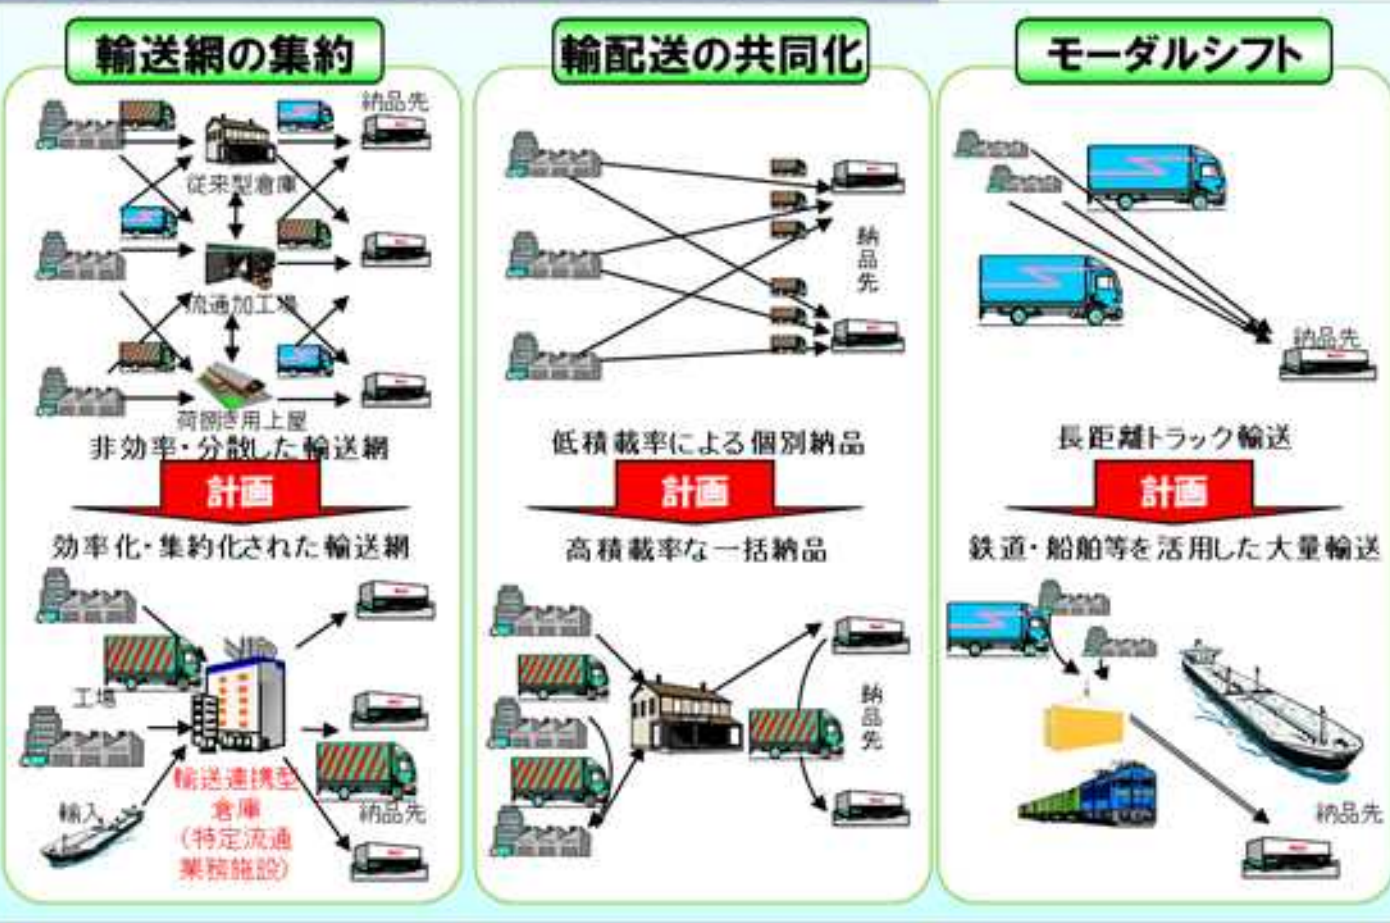 輸送網の集約
納品先
従来型倉庫
流通加工場
荷捌き用上屋
非効率・分散した輸送網
計画
効率化・集約化された輸送網
工場
輸入
輸送連携型
倉庫
(特定流通
業務施設)
納品先
輸配送の共同化
納品先
低積載率による個別納品
計画
高積載率な一括納品
納品先
モーダルシフト
納品先
長距離トラック輸送
計画
鉄道・船舶等を活用した大量輸送
納品先